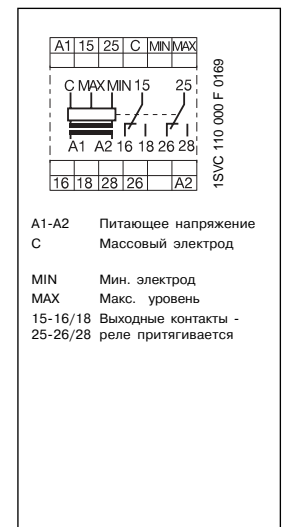 A1 15 25 C MIN MAX
C MAX MIN 15 25
A1 A2 16 18 26 28
16 18 28 26 A2
1SVC 110 000 F 0169
A1-A2 Питающее напряжение
C Массовый электрод
MIN Мин. электрод
MAX Макс. уровень
15-16/18 Выходные контакты -
25-26/28 реле притягивается